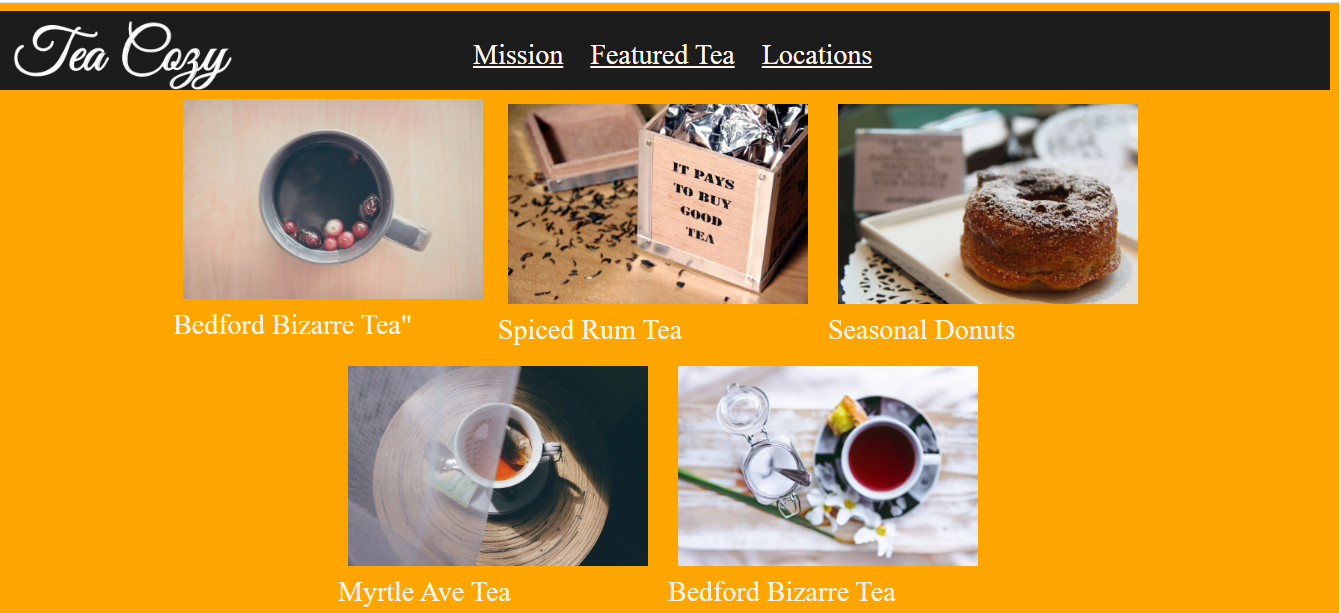 Tea Cozy
Mission Featured Tea Locations
IT PAYS
TO BUY
GOOD
TEA
Bedford Bizarre Tea"
Spiced Rum Tea
Seasonal Donuts
Myrtle Ave Tea
Bedford Bizarre Tea